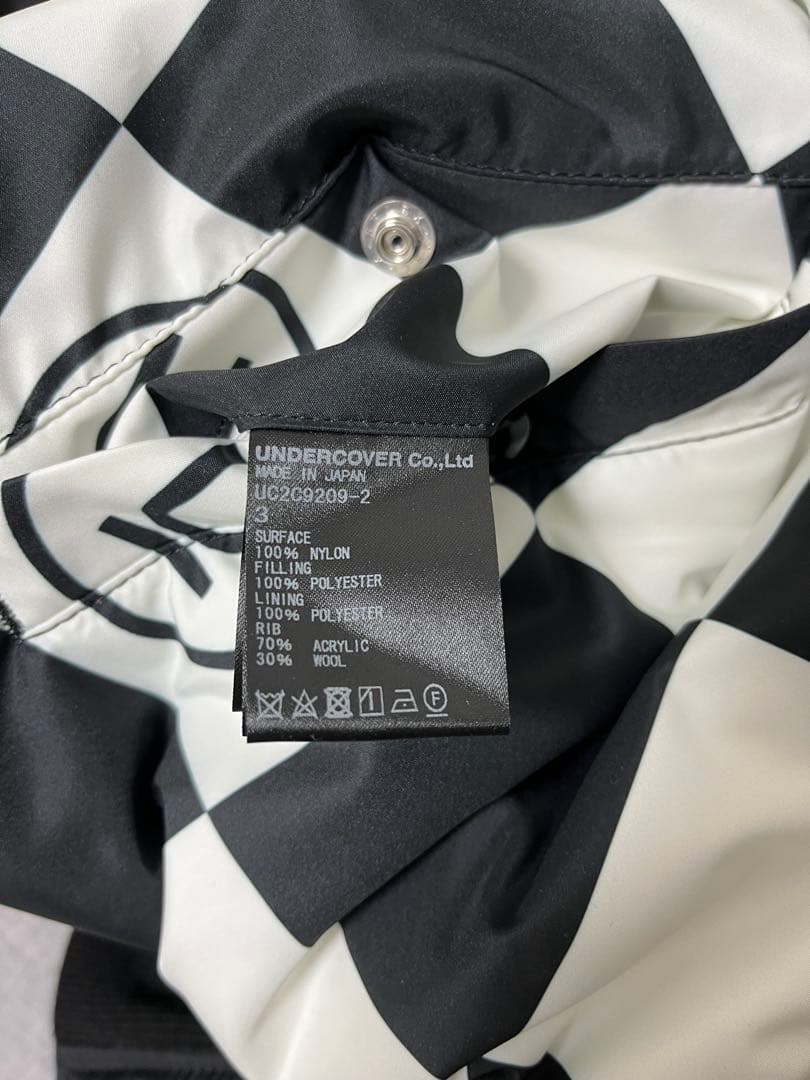 UNDERCOVER Co.,Ltd
MADE IN JAPAN
UC2C9209-2
3
SURFACE
100% NYLON
FILLING
100% POLYESTER
LINING
100% POLYESTER
RIB
70% ACRYLIC
30% WOOL
F